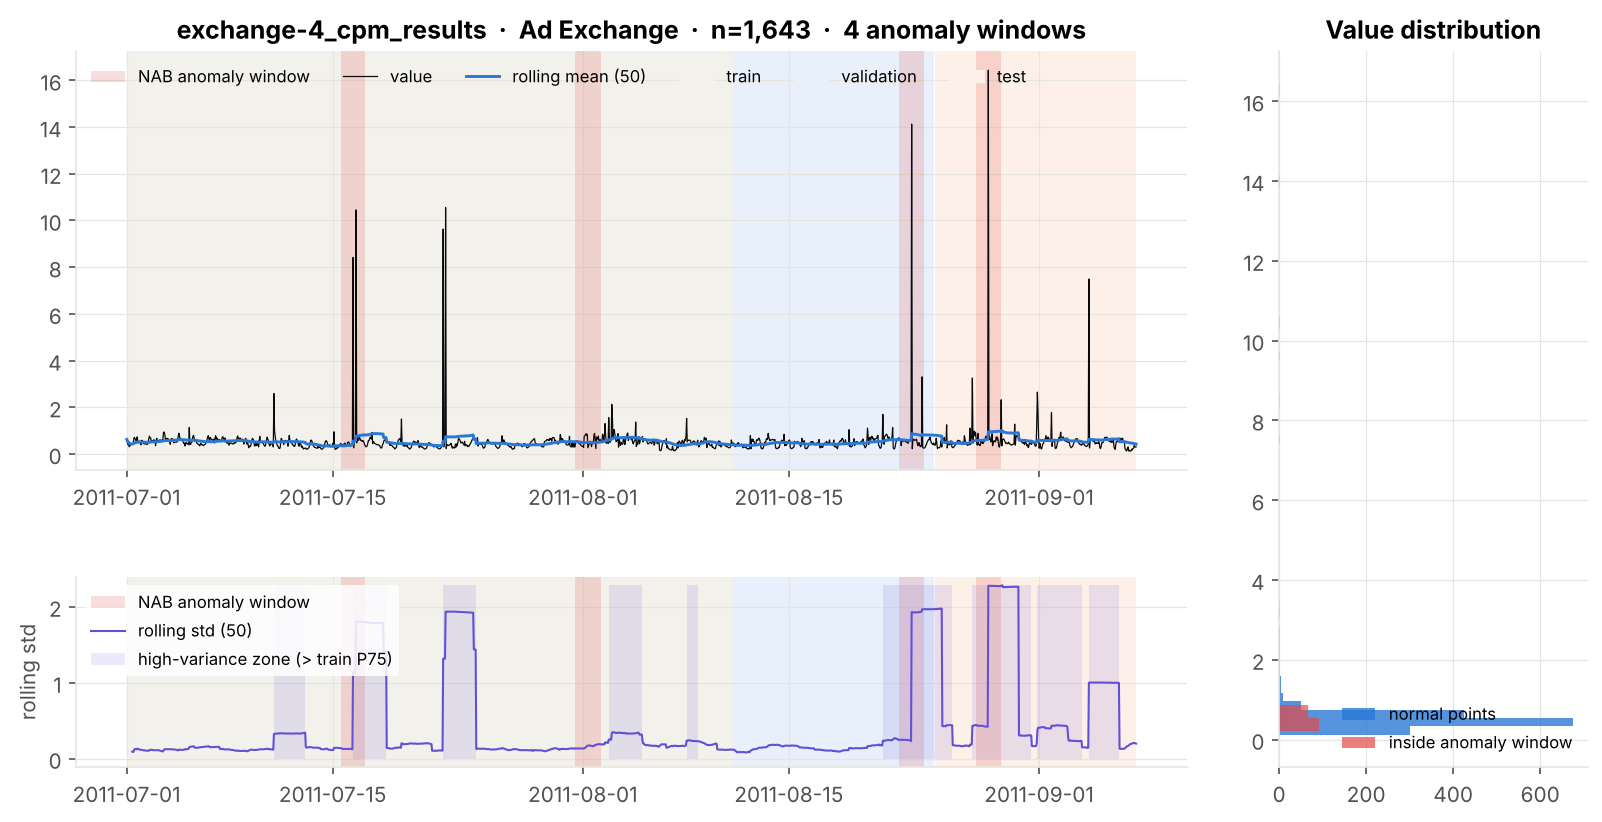 exchange-4_cpm_results · Ad Exchange · n=1,643 · 4 anomaly windows
NAB anomaly window
value
rolling mean (50)
train
validation
test
16
14
12
10
8
6
4
2
0
2011-07-01
2011-07-15
2011-08-01
2011-08-15
2011-09-01
rolling std
NAB anomaly window
rolling std (50)
high-variance zone (> train P75)
2
1
0
2011-07-01
2011-07-15
2011-08-01
2011-08-15
2011-09-01
Value distribution
16
14
12
10
8
6
4
2
0
normal points
inside anomaly window
0
200
400
600